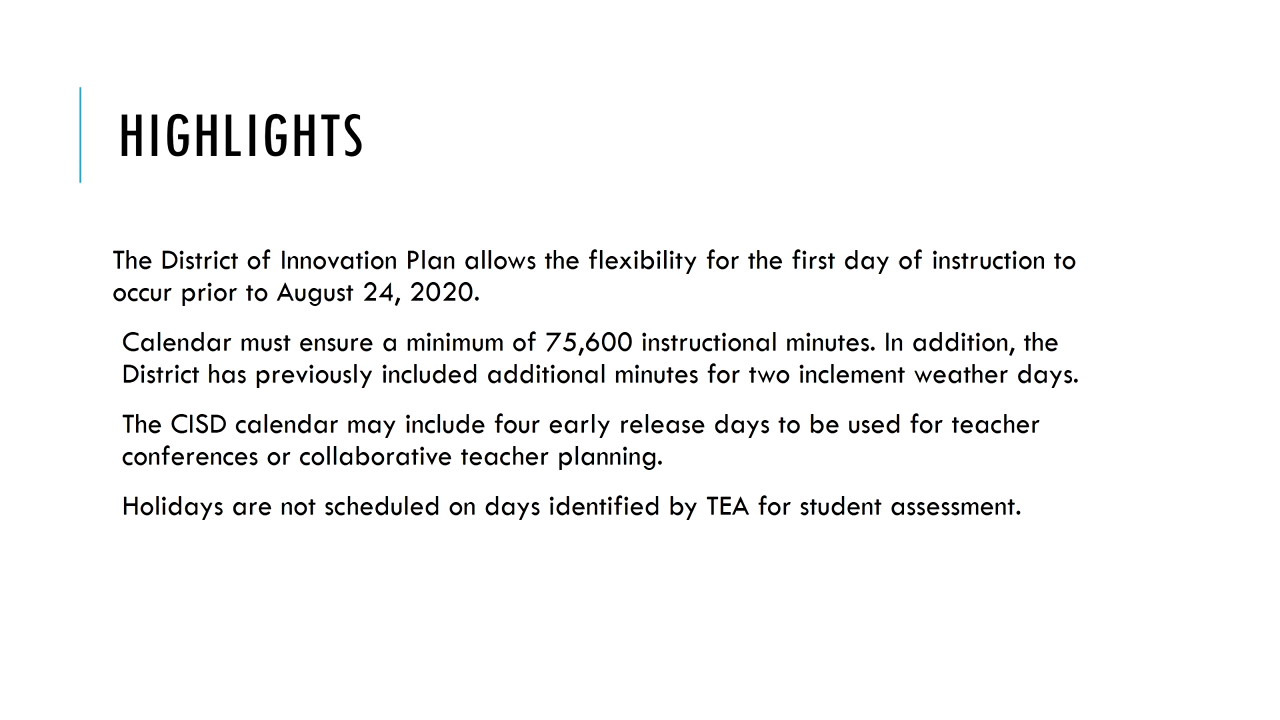 HIGHLIGHTS
The District of Innovation Plan allows the flexibility for the first day of instruction to
occur prior to August 24, 2020.
Calendar must ensure a minimum of 75,600 instructional minutes. In addition, the
District has previously included additional minutes for two inclement weather days.
The CISD calendar may include four early release days to be used for teacher
conferences or collaborative teacher planning.
Holidays are not scheduled on days identified by TEA for student assessment.